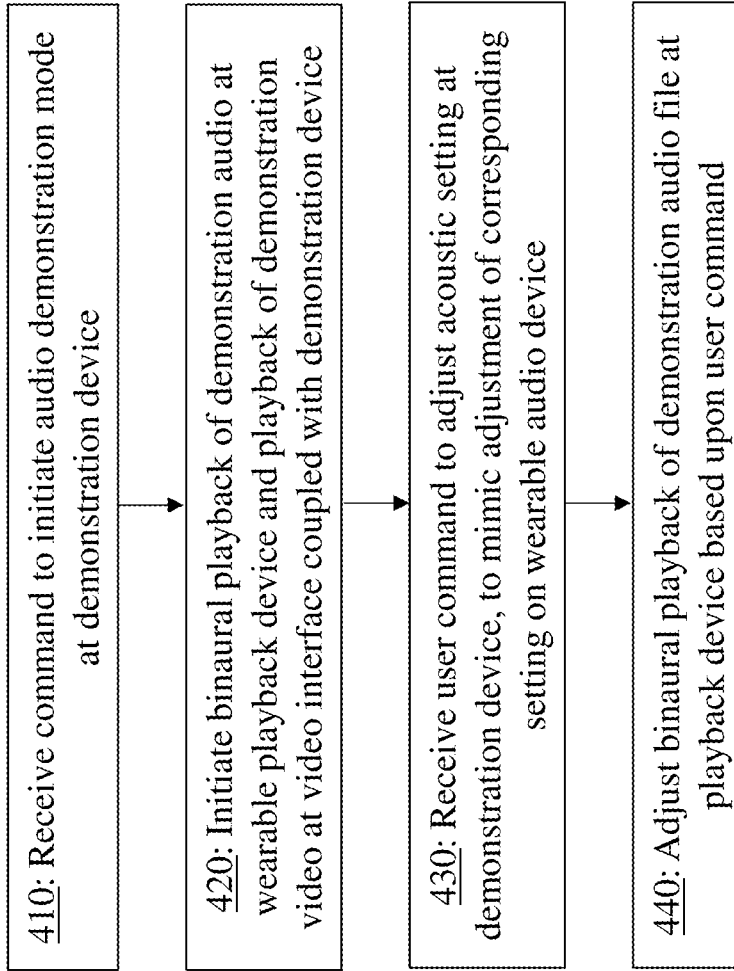 410: Receive command to initiate audio demonstration mode
at demonstration device
420: Initiate binaural playback of demonstration audio at
wearable playback device and playback of demonstration
video at video interface coupled with demonstration device
430: Receive user command to adjust acoustic setting at
demonstration device, to mimic adjustment of corresponding
setting on wearable audio device
440: Adjust binaural playback of demonstration audio file at
playback device based upon user command